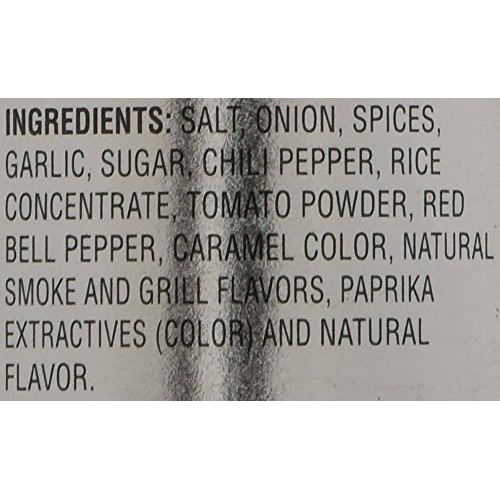 INGREDIENTS: SALT, ONION, SPICES,
GARLIC, SUGAR, CHILI PEPPER, RICE
CONCENTRATE, TOMATO POWDER, RED
BELL PEPPER, CARAMEL COLOR, NATURAL
SMOKE AND GRILL FLAVORS, PAPRIKA
EXTRACTIVES (COLOR) AND NATURAL
FLAVOR.